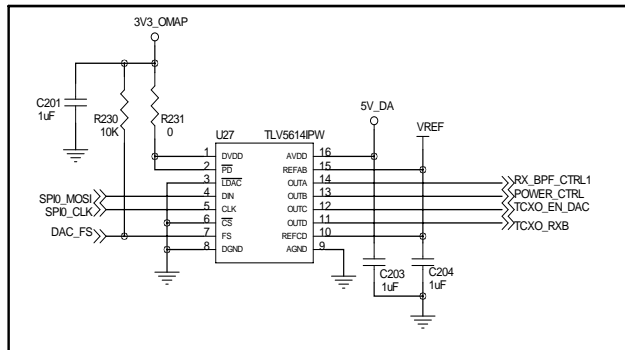 3V3_OMAP
C201
1uF
R230
10K
R231
0
U27
TLV5614IPW
5V_DA
VREF
1
DVDD
AVDD
16
2
PD
REFAB
15
3
LDAC
OUTA
14
RX_BPF_CTRL1
SPI0_MOSI
4
DIN
OUTB
13
POWER_CTRL
SPI0_CLK
5
CLK
OUTC
12
TCXO_EN_DAC
6
CS
OUTD
11
TCXO_RXB
DAC_FS
7
FS
REFCD
10
8
DGND
AGND
9
C203
1uF
C204
1uF